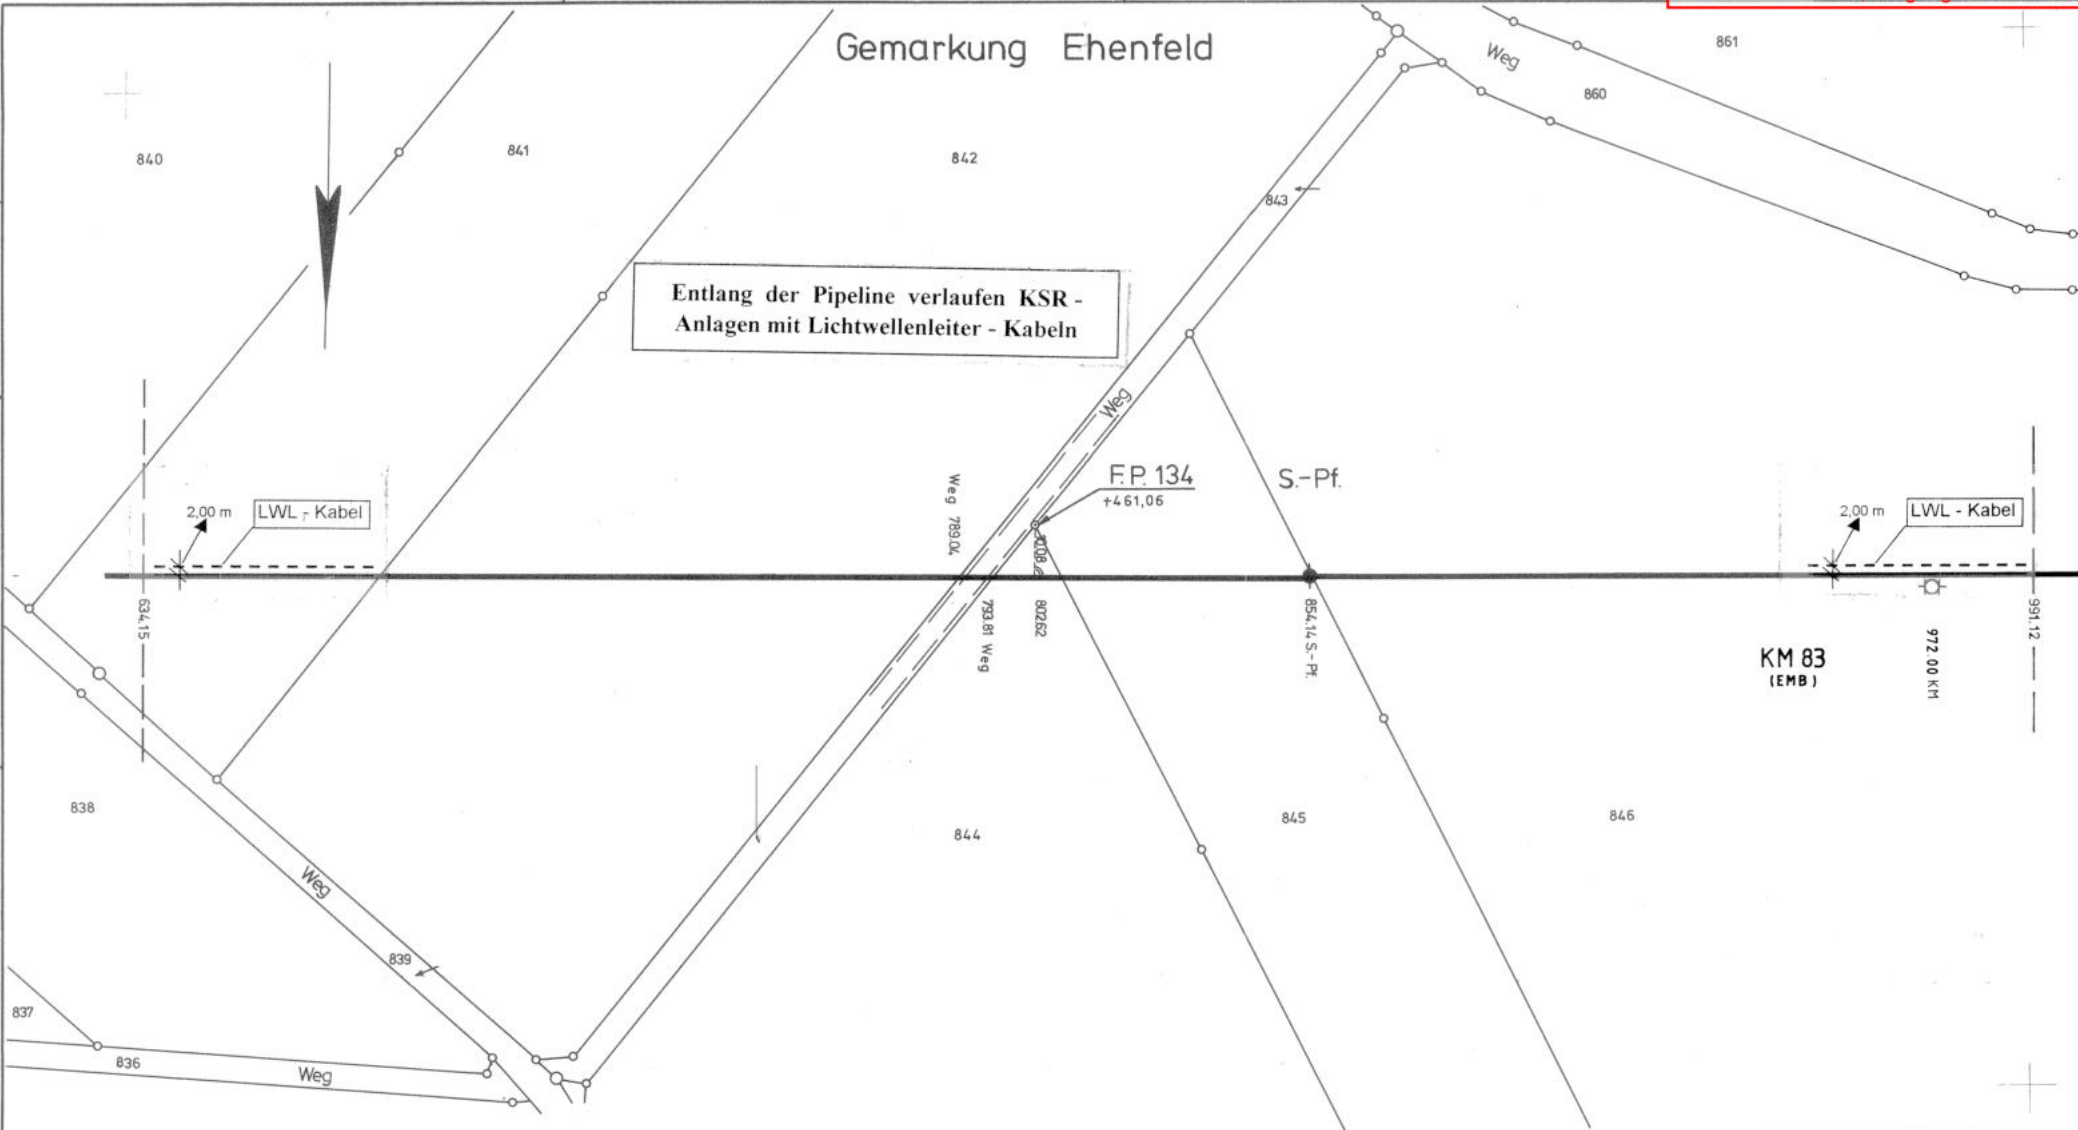 Gemarkung Ehenfeld
861
Weg
860
840
841
842
843
Entlang der Pipeline verlaufen KSR -
Anlagen mit Lichtwellenleiter - Kabeln
Weg
F.P. 134
+461,06
S.-Pf.
2,00 m
LWL - Kabel
Weg 789.04
2,00 m
LWL - Kabel
634.15
793.81 Weg
802.62
854.14 S.-Pf.
KM 83
(EMB)
972.00 KM
991.12
838
844
845
846
Weg
839
837
836
Weg